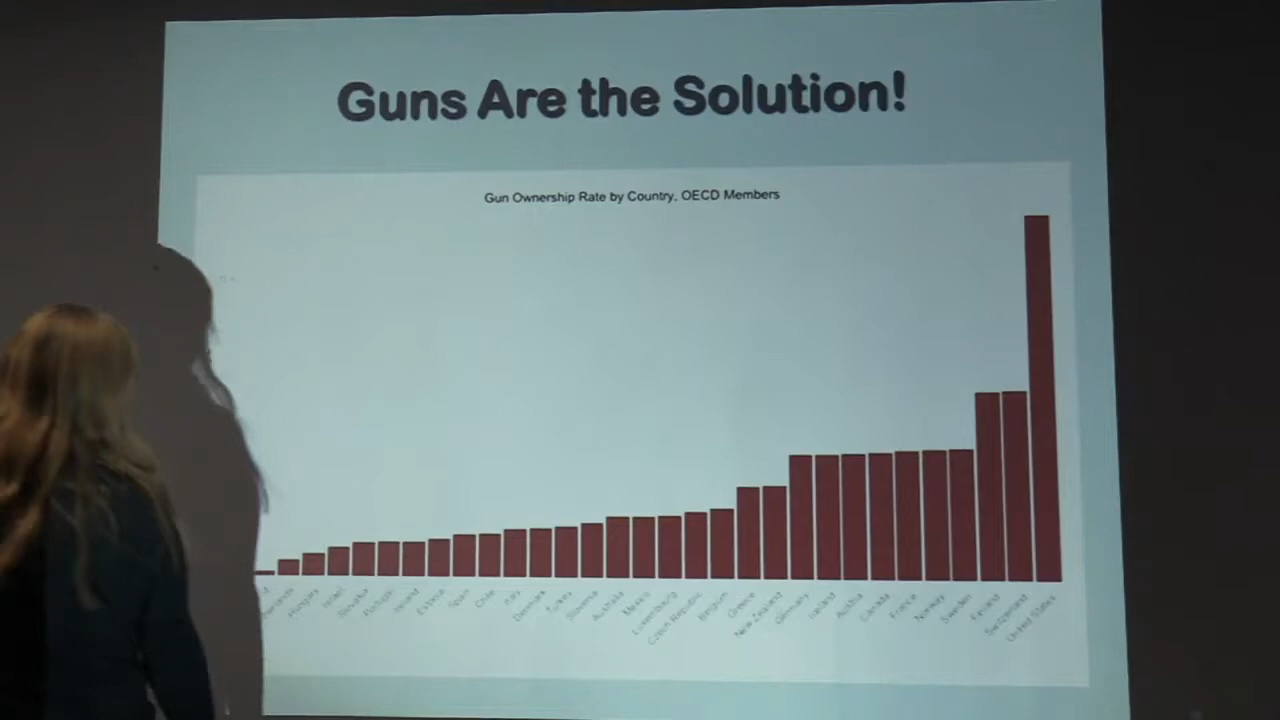 Guns Are the Solution!
Gun Ownership Rate by Country, OECD Members
Hungary
Israel
Slovakia
Portugal
Ireland
Estonia
Spain
Chile
Italy
Denmark
Turkey
Slovenia
Australia
Mexico
Luxembourg
Czech Republic
Belgium
Greece
New Zealand
Germany
Iceland
Austria
Canada
France
Norway
Sweden
Finland
Switzerland
United States